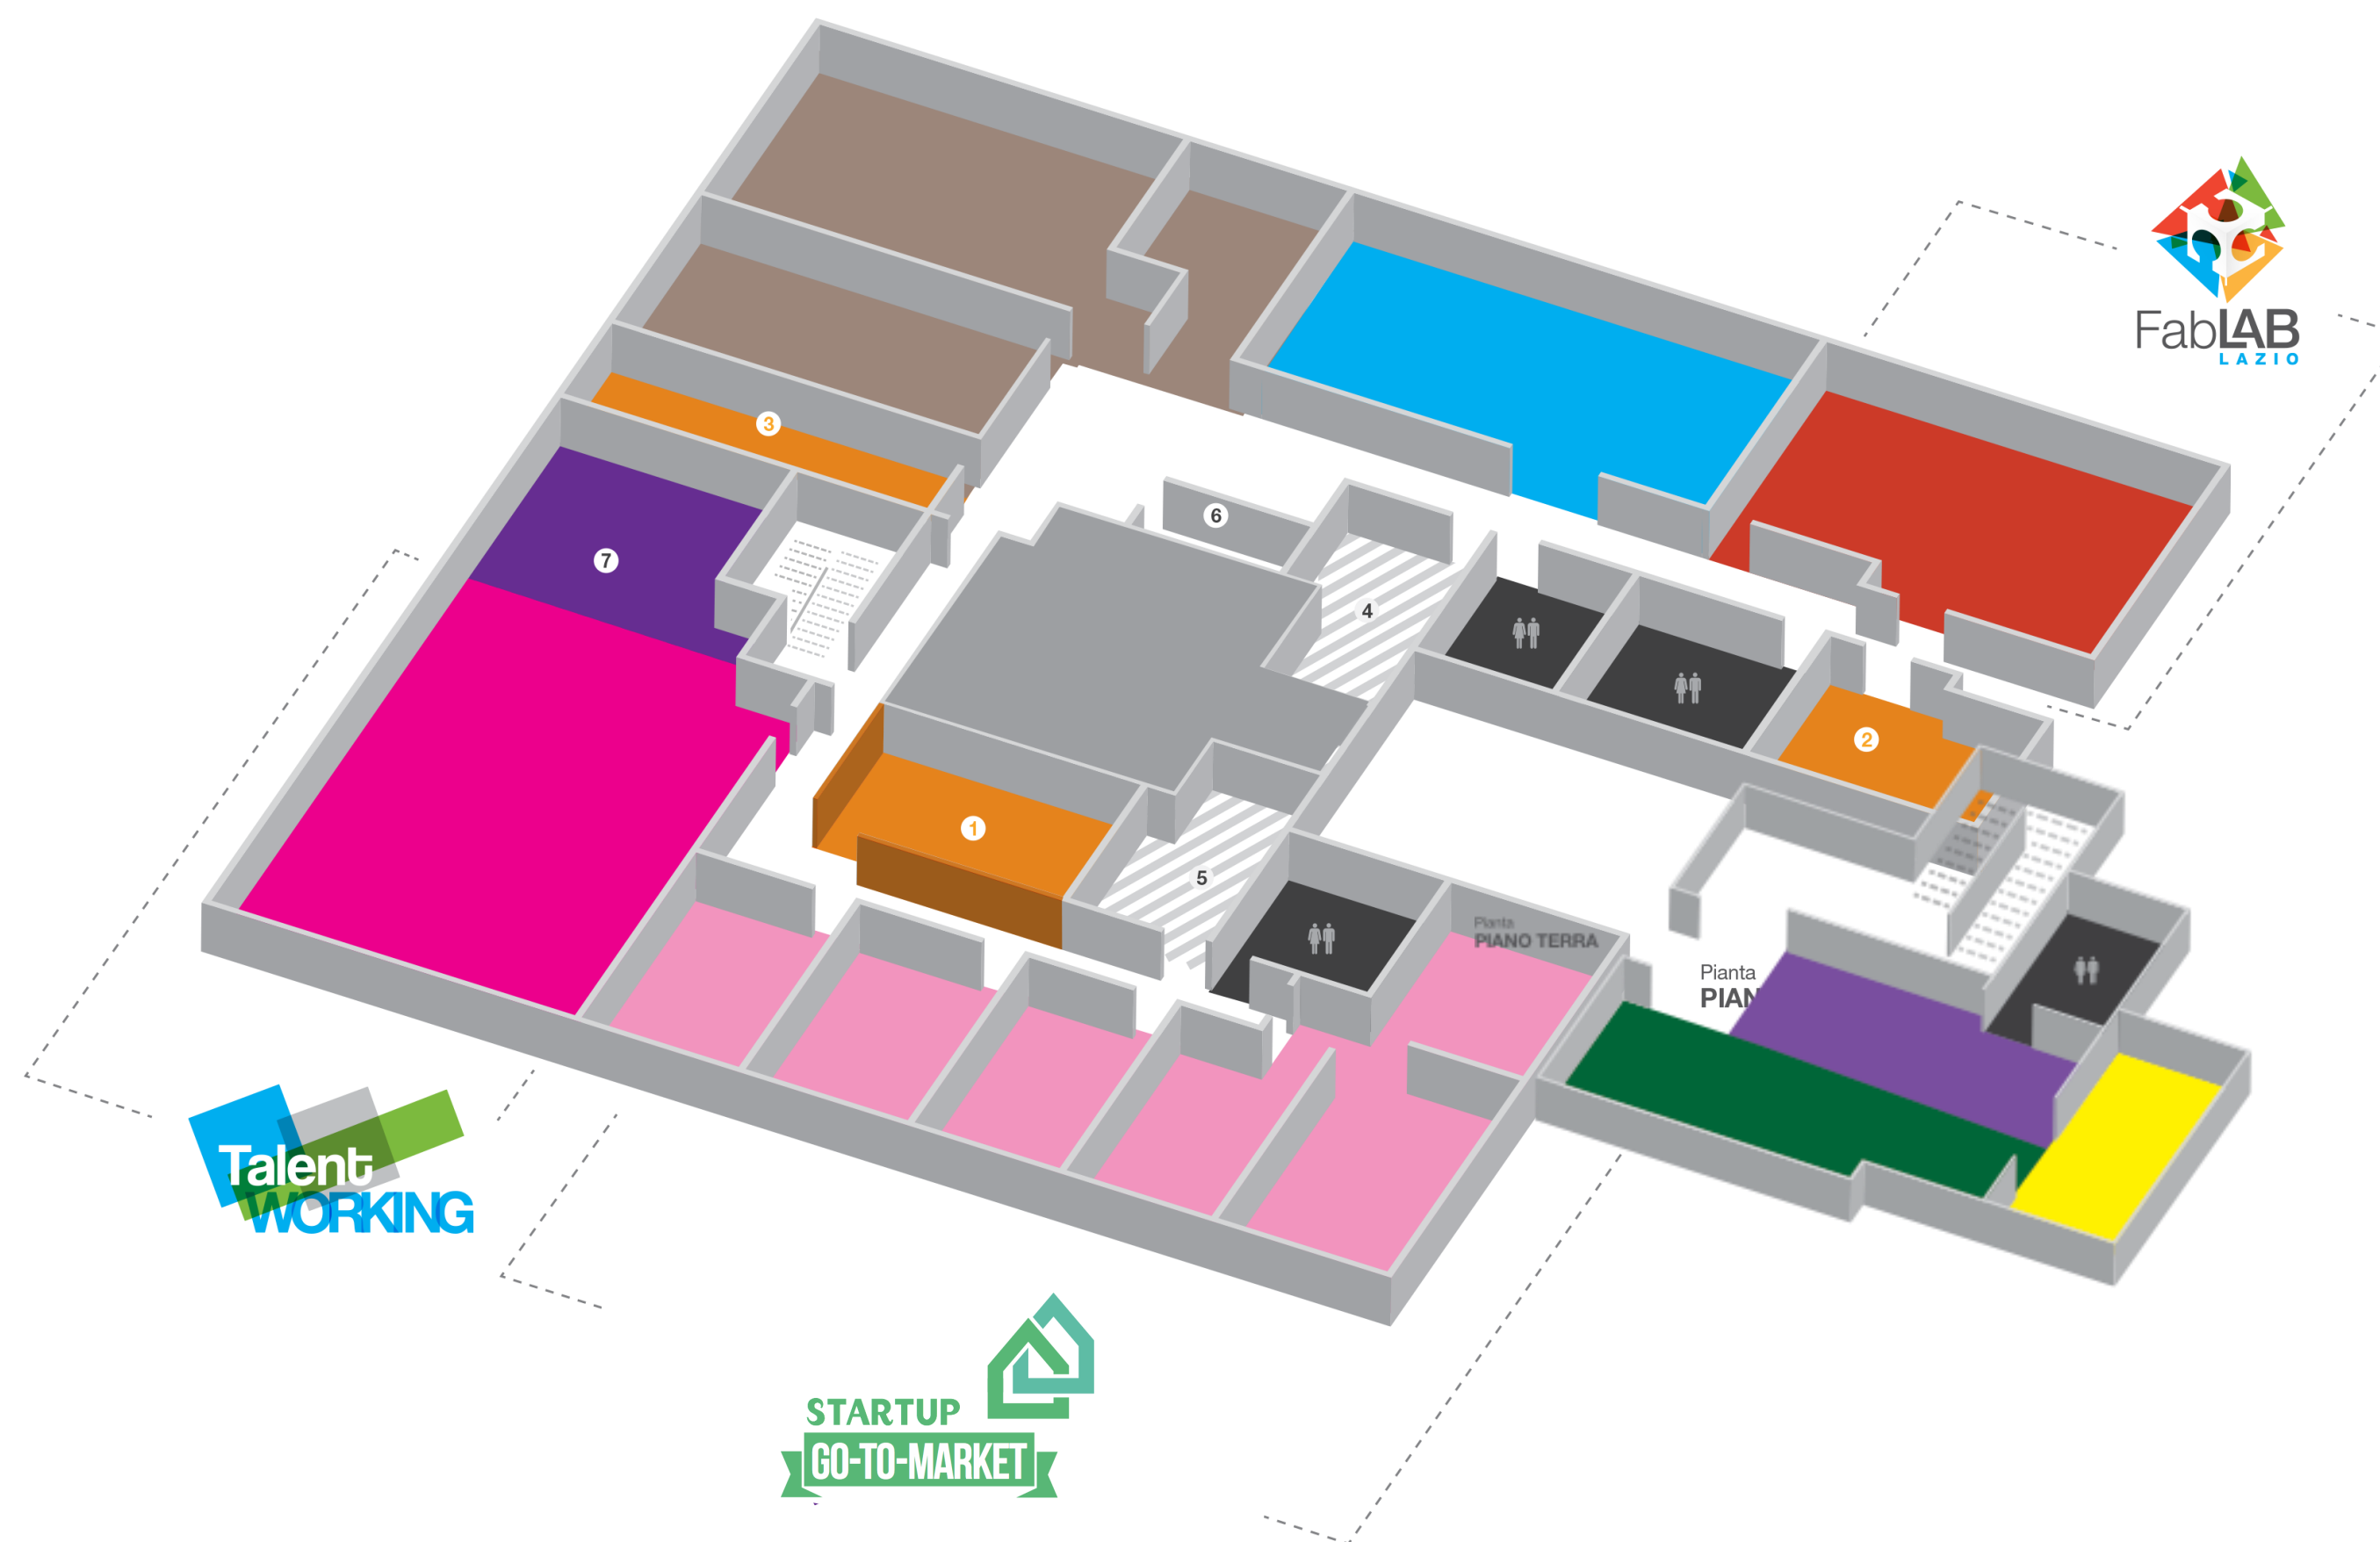 FabLAB
LAZIO
3
6
7
4
2
1
5
Pianta
PIANO TERRA
Pianta
PIAN
Talent
WORKING
STARTUP
GO-TO-MARKET